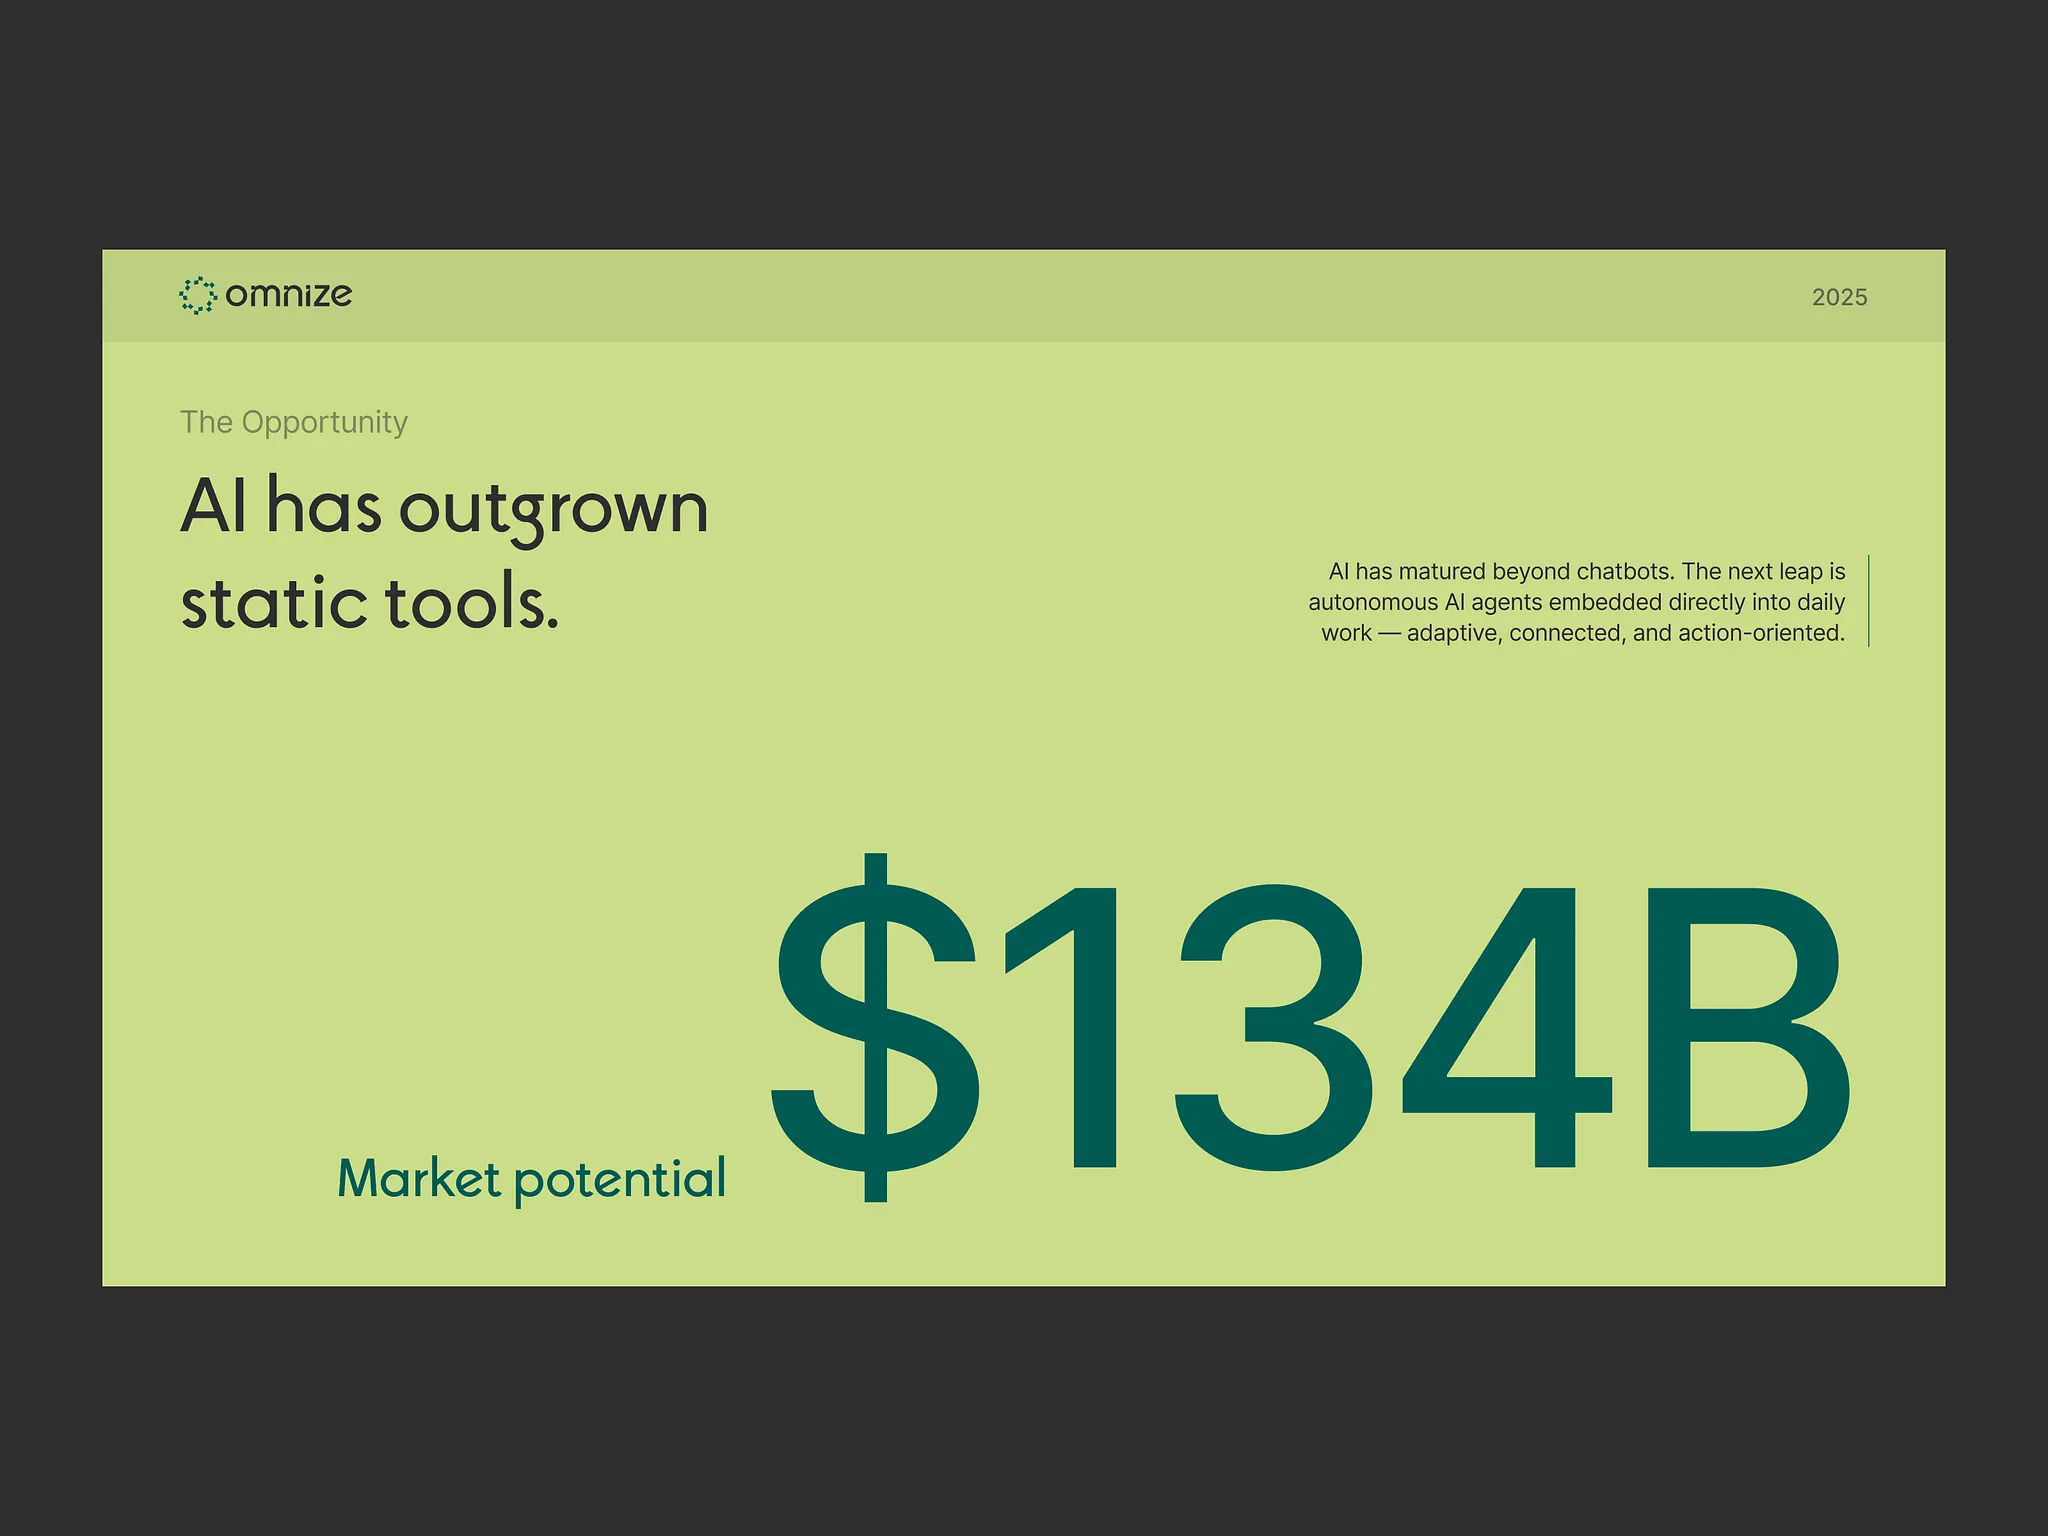 omnize
2025
The Opportunity
AI has outgrown
static tools.
AI has matured beyond chatbots. The next leap is
autonomous AI agents embedded directly into daily
work — adaptive, connected, and action-oriented.
Market potential
$134B